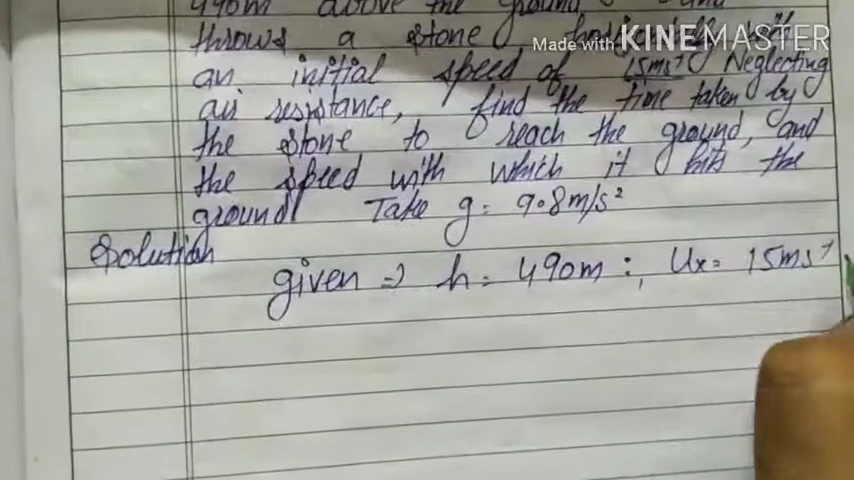 490m above the ground and
throws a stone horizontally with
Made with KINEMASTER
an initial speed of 15ms⁻¹ Neglecting
air resistance, find the time taken by
the stone to reach the ground, and
the speed with which it hits the
ground Take g = 9.8m/s²
Solution
given ⇒ h = 490m ; Ux = 15ms⁻¹